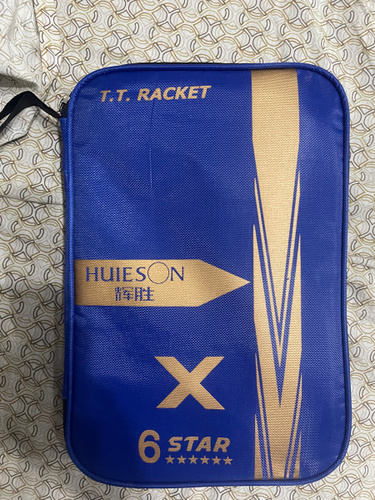 T.T. RACKET
HUIESON
辉胜
X
6 STAR
★★★★★★